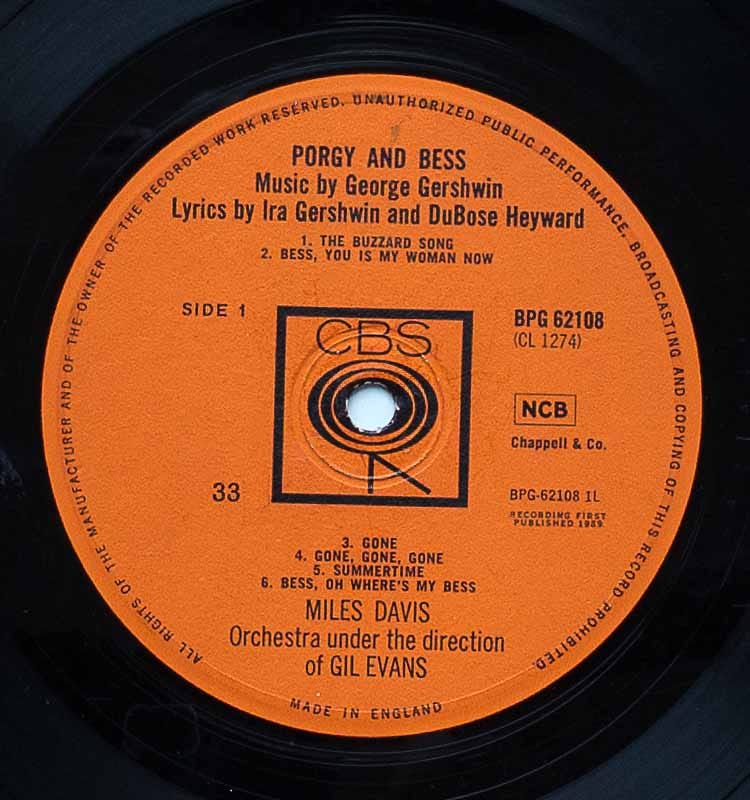 ALL RIGHTS OF THE MANUFACTURER AND OF THE OWNER OF THE RECORDED WORK RESERVED. UNAUTHORIZED PUBLIC PERFORMANCE, BROADCASTING AND COPYING OF THIS RECORD PROHIBITED.
PORGY AND BESS
Music by George Gershwin
Lyrics by Ira Gershwin and DuBose Heyward
1. THE BUZZARD SONG
2. BESS, YOU IS MY WOMAN NOW
SIDE 1
CBS
BPG 62108
(CL 1274)
NCB
Chappell & Co.
33
BPG-62108 1L
RECORDING FIRST
PUBLISHED 1959.
3. GONE
4. GONE, GONE, GONE
5. SUMMERTIME
6. BESS, OH WHERE'S MY BESS
MILES DAVIS
Orchestra under the direction
of GIL EVANS
MADE IN ENGLAND